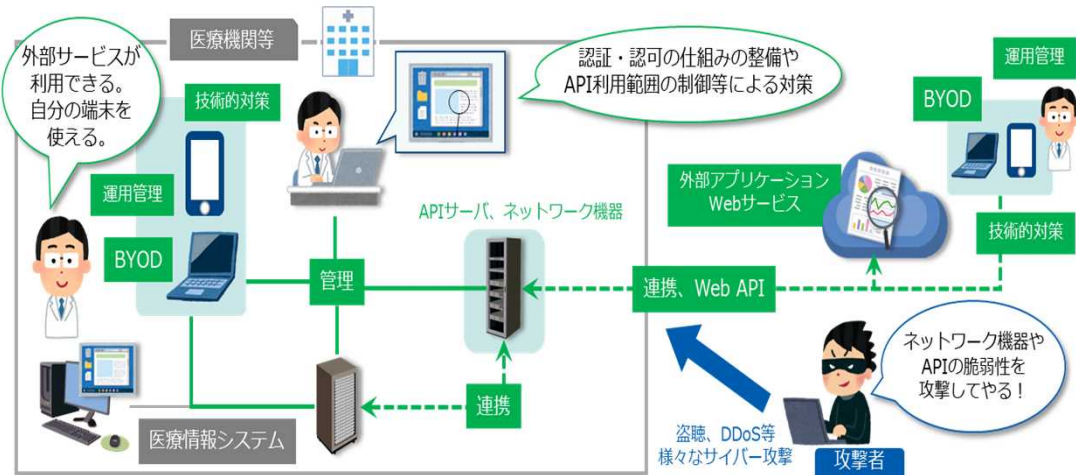 医療機関等
外部サービスが
利用できる。
自分の端末を
使える。
技術的対策
運用管理
BYOD
認証・認可の仕組みの整備や
API利用範囲の制御等による対策
管理
APIサーバ、ネットワーク機器
連携
医療情報システム
連携、Web API
外部アプリケーション
Webサービス
運用管理
BYOD
技術的対策
ネットワーク機器や
APIの脆弱性を
攻撃してやる！
盗聴、DDoS等
様々なサイバー攻撃
攻撃者